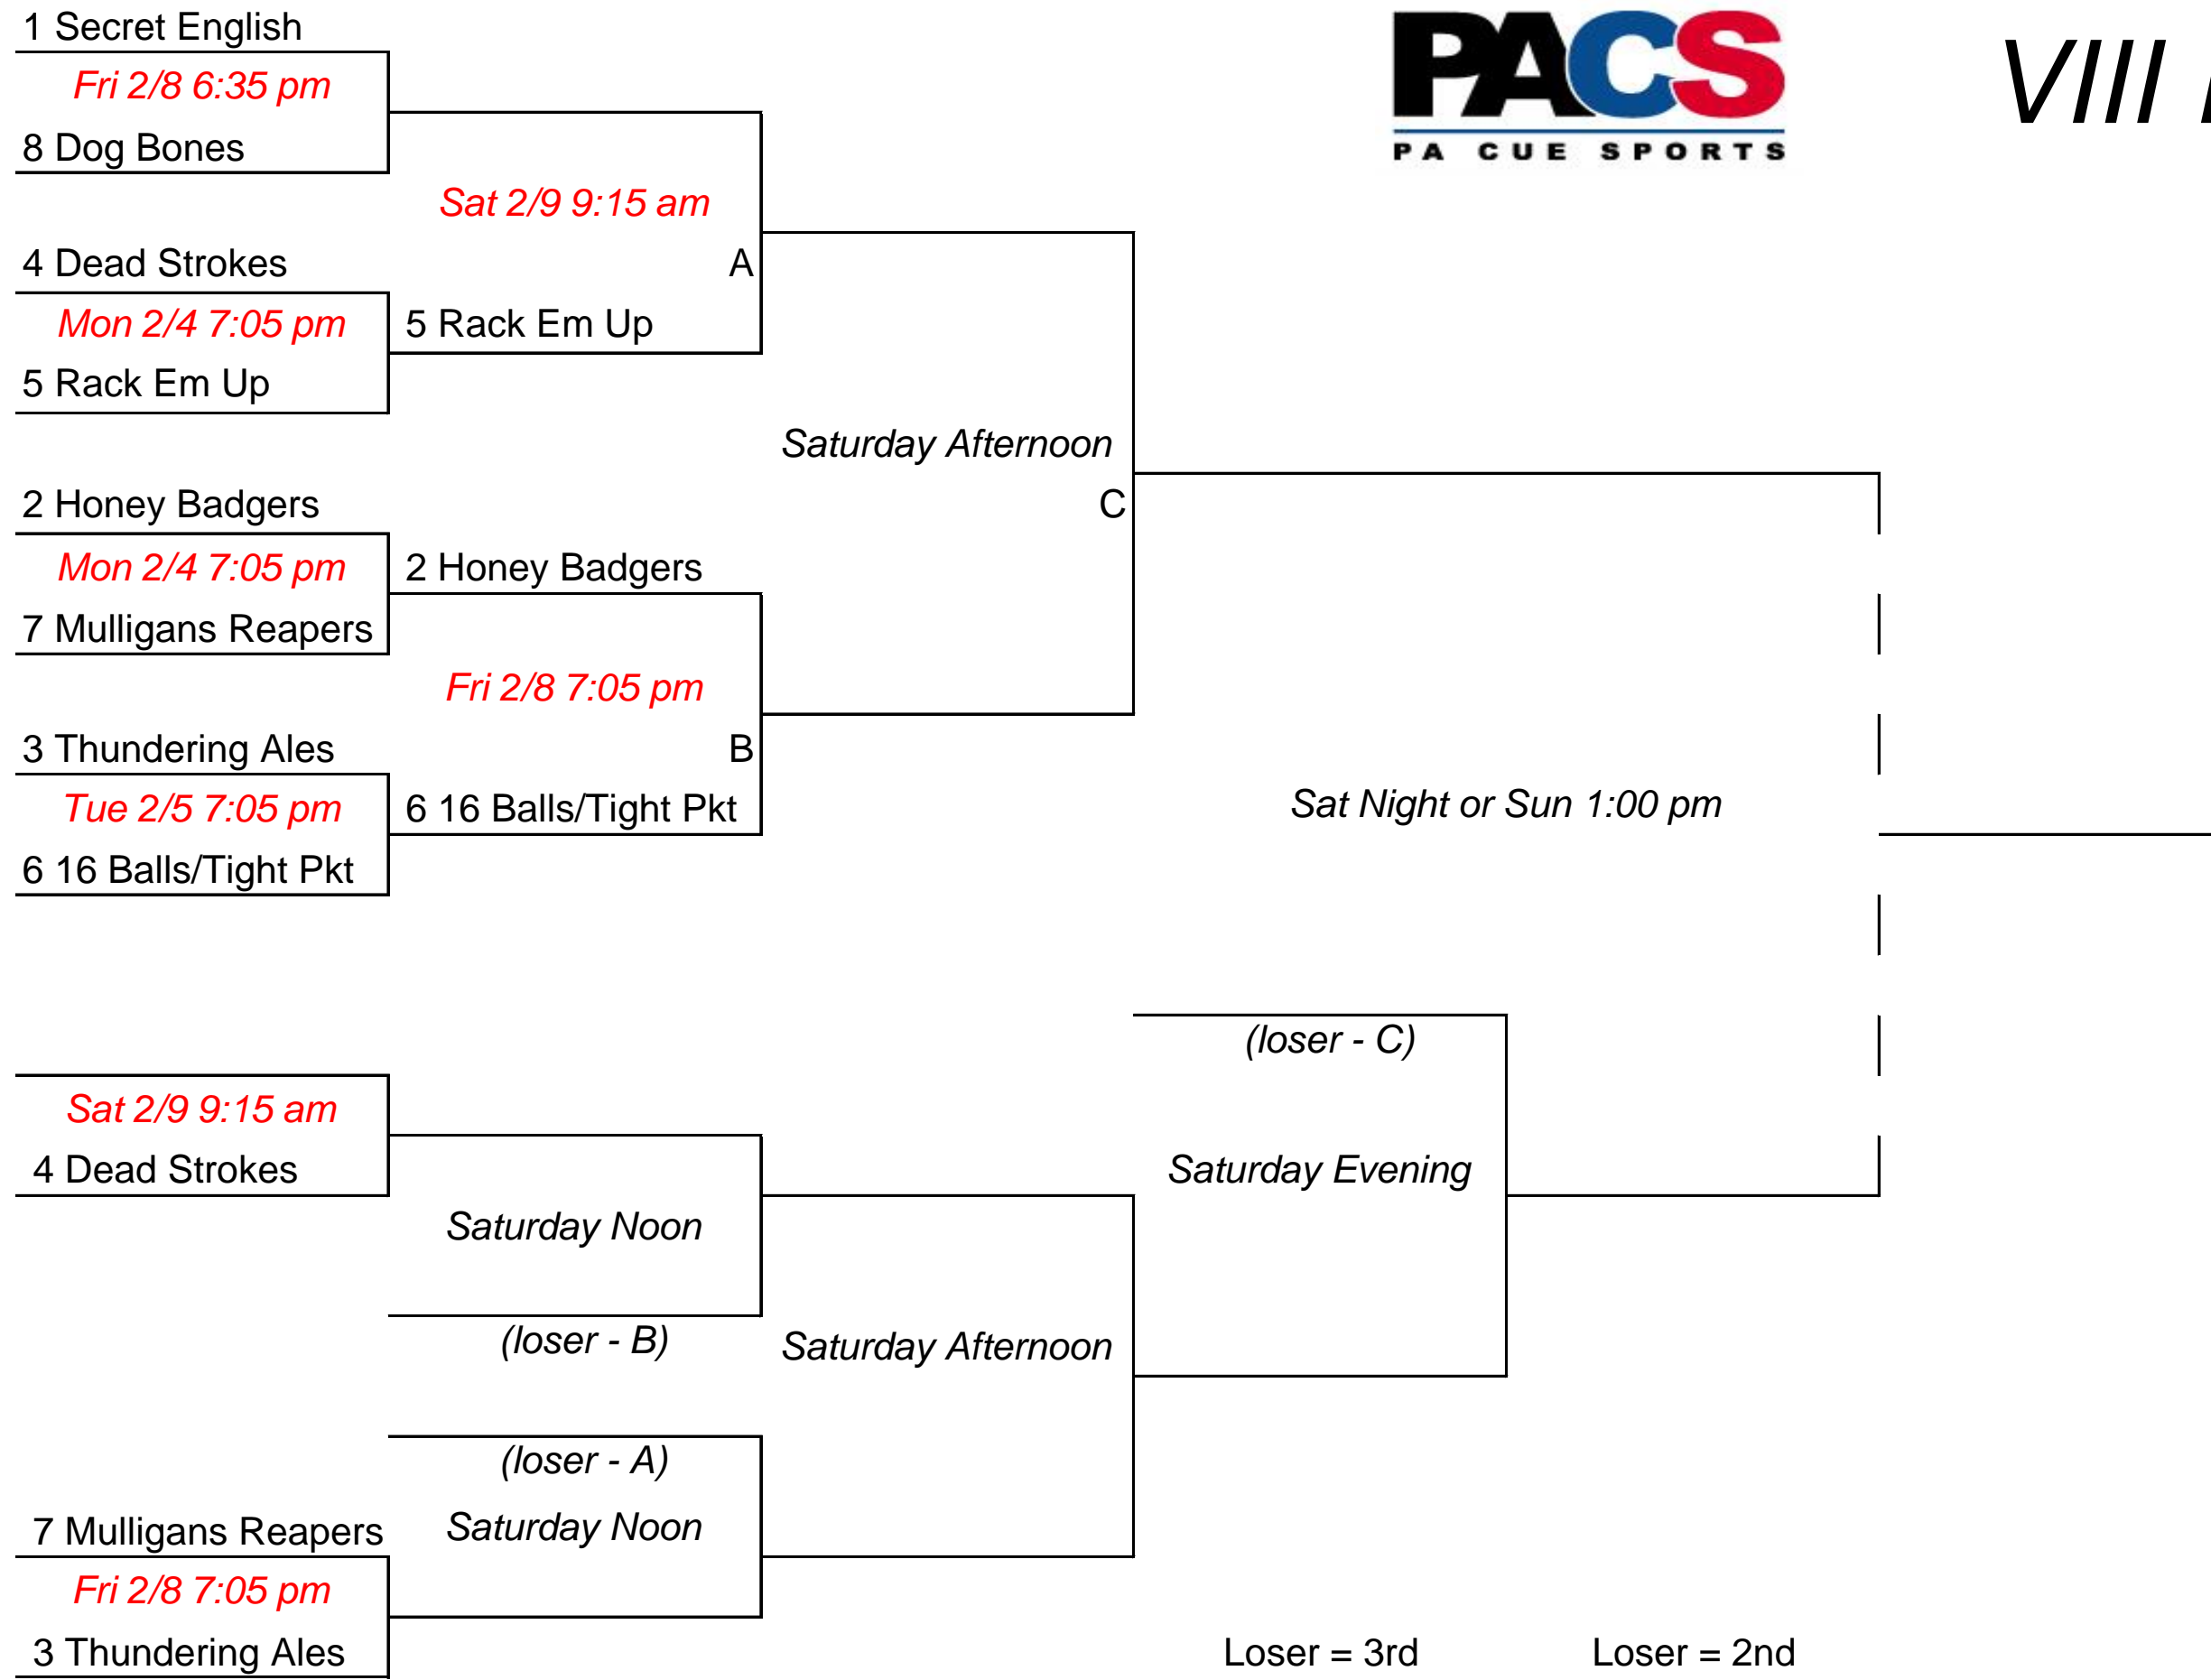 1 Secret English
Fri 2/8 6:35 pm
8 Dog Bones
PACS
PA CUE SPORTS
VIII
Sat 2/9 9:15 am
4 Dead Strokes
A
Mon 2/4 7:05 pm
5 Rack Em Up
5 Rack Em Up
Saturday Afternoon
2 Honey Badgers
C
Mon 2/4 7:05 pm
2 Honey Badgers
7 Mulligans Reapers
Fri 2/8 7:05 pm
3 Thundering Ales
B
Tue 2/5 7:05 pm
6 16 Balls/Tight Pkt
Sat Night or Sun 1:00 pm
6 16 Balls/Tight Pkt
(loser - C)
Sat 2/9 9:15 am
4 Dead Strokes
Saturday Evening
Saturday Noon
(loser - B)
Saturday Afternoon
(loser - A)
7 Mulligans Reapers
Saturday Noon
Fri 2/8 7:05 pm
3 Thundering Ales
Loser = 3rd
Loser = 2nd